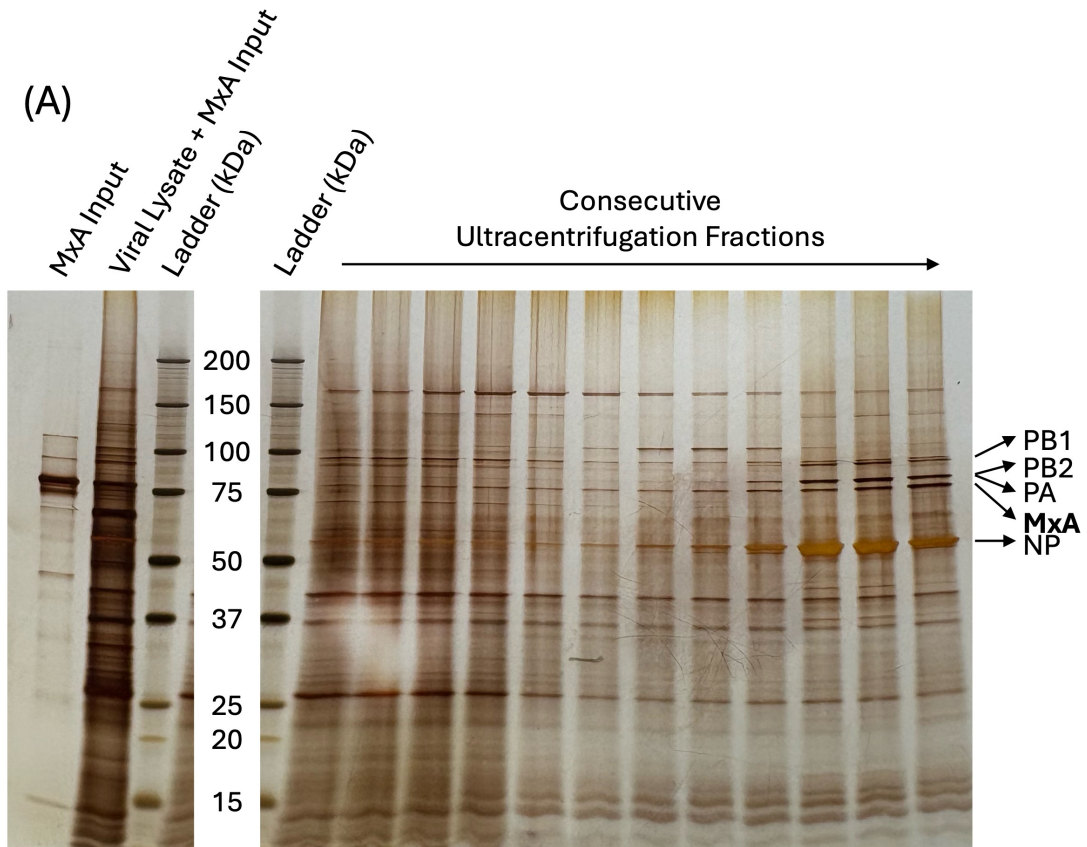 (A)
MxA Input
Viral Lysate + MxA Input
Ladder (kDa)
Ladder (kDa)
Consecutive
Ultracentrifugation Fractions
200
150
100
75
50
37
25
20
15
PB1
PB2
PA
MxA
NP